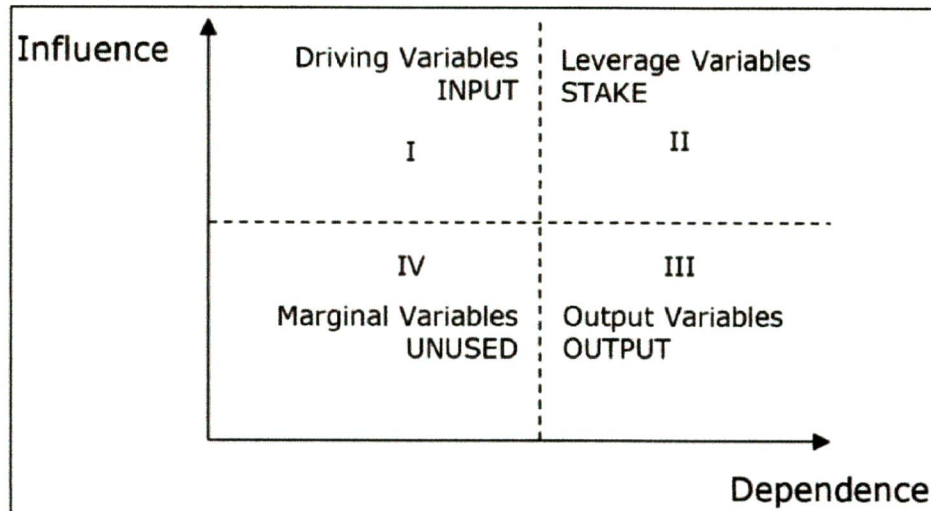 Influence
Driving Variables
INPUT
I
Leverage Variables
STAKE
II
IV
Marginal Variables
UNUSED
III
Output Variables
OUTPUT
Dependence